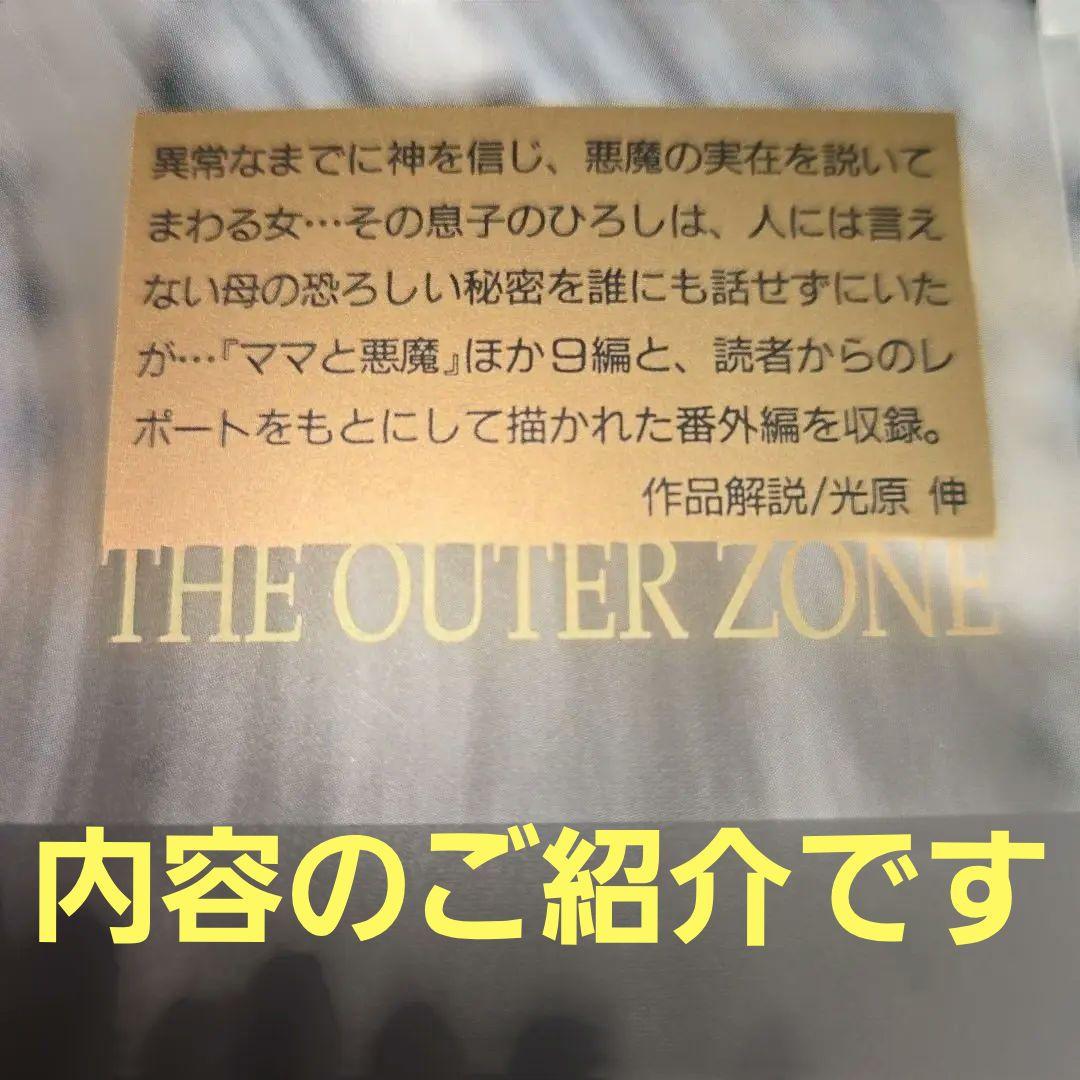 異常なまでに神を信じ、悪魔の実在を説いて
まわる女…その息子のひろしは、人には言え
ない母の恐ろしい秘密を誰にも話せずにいた
が…『ママと悪魔』ほか9編と、読者からのレ
ポートをもとにして描かれた番外編を収録。
作品解説/光原 伸
THE OUTER ZONE
内容のご紹介です